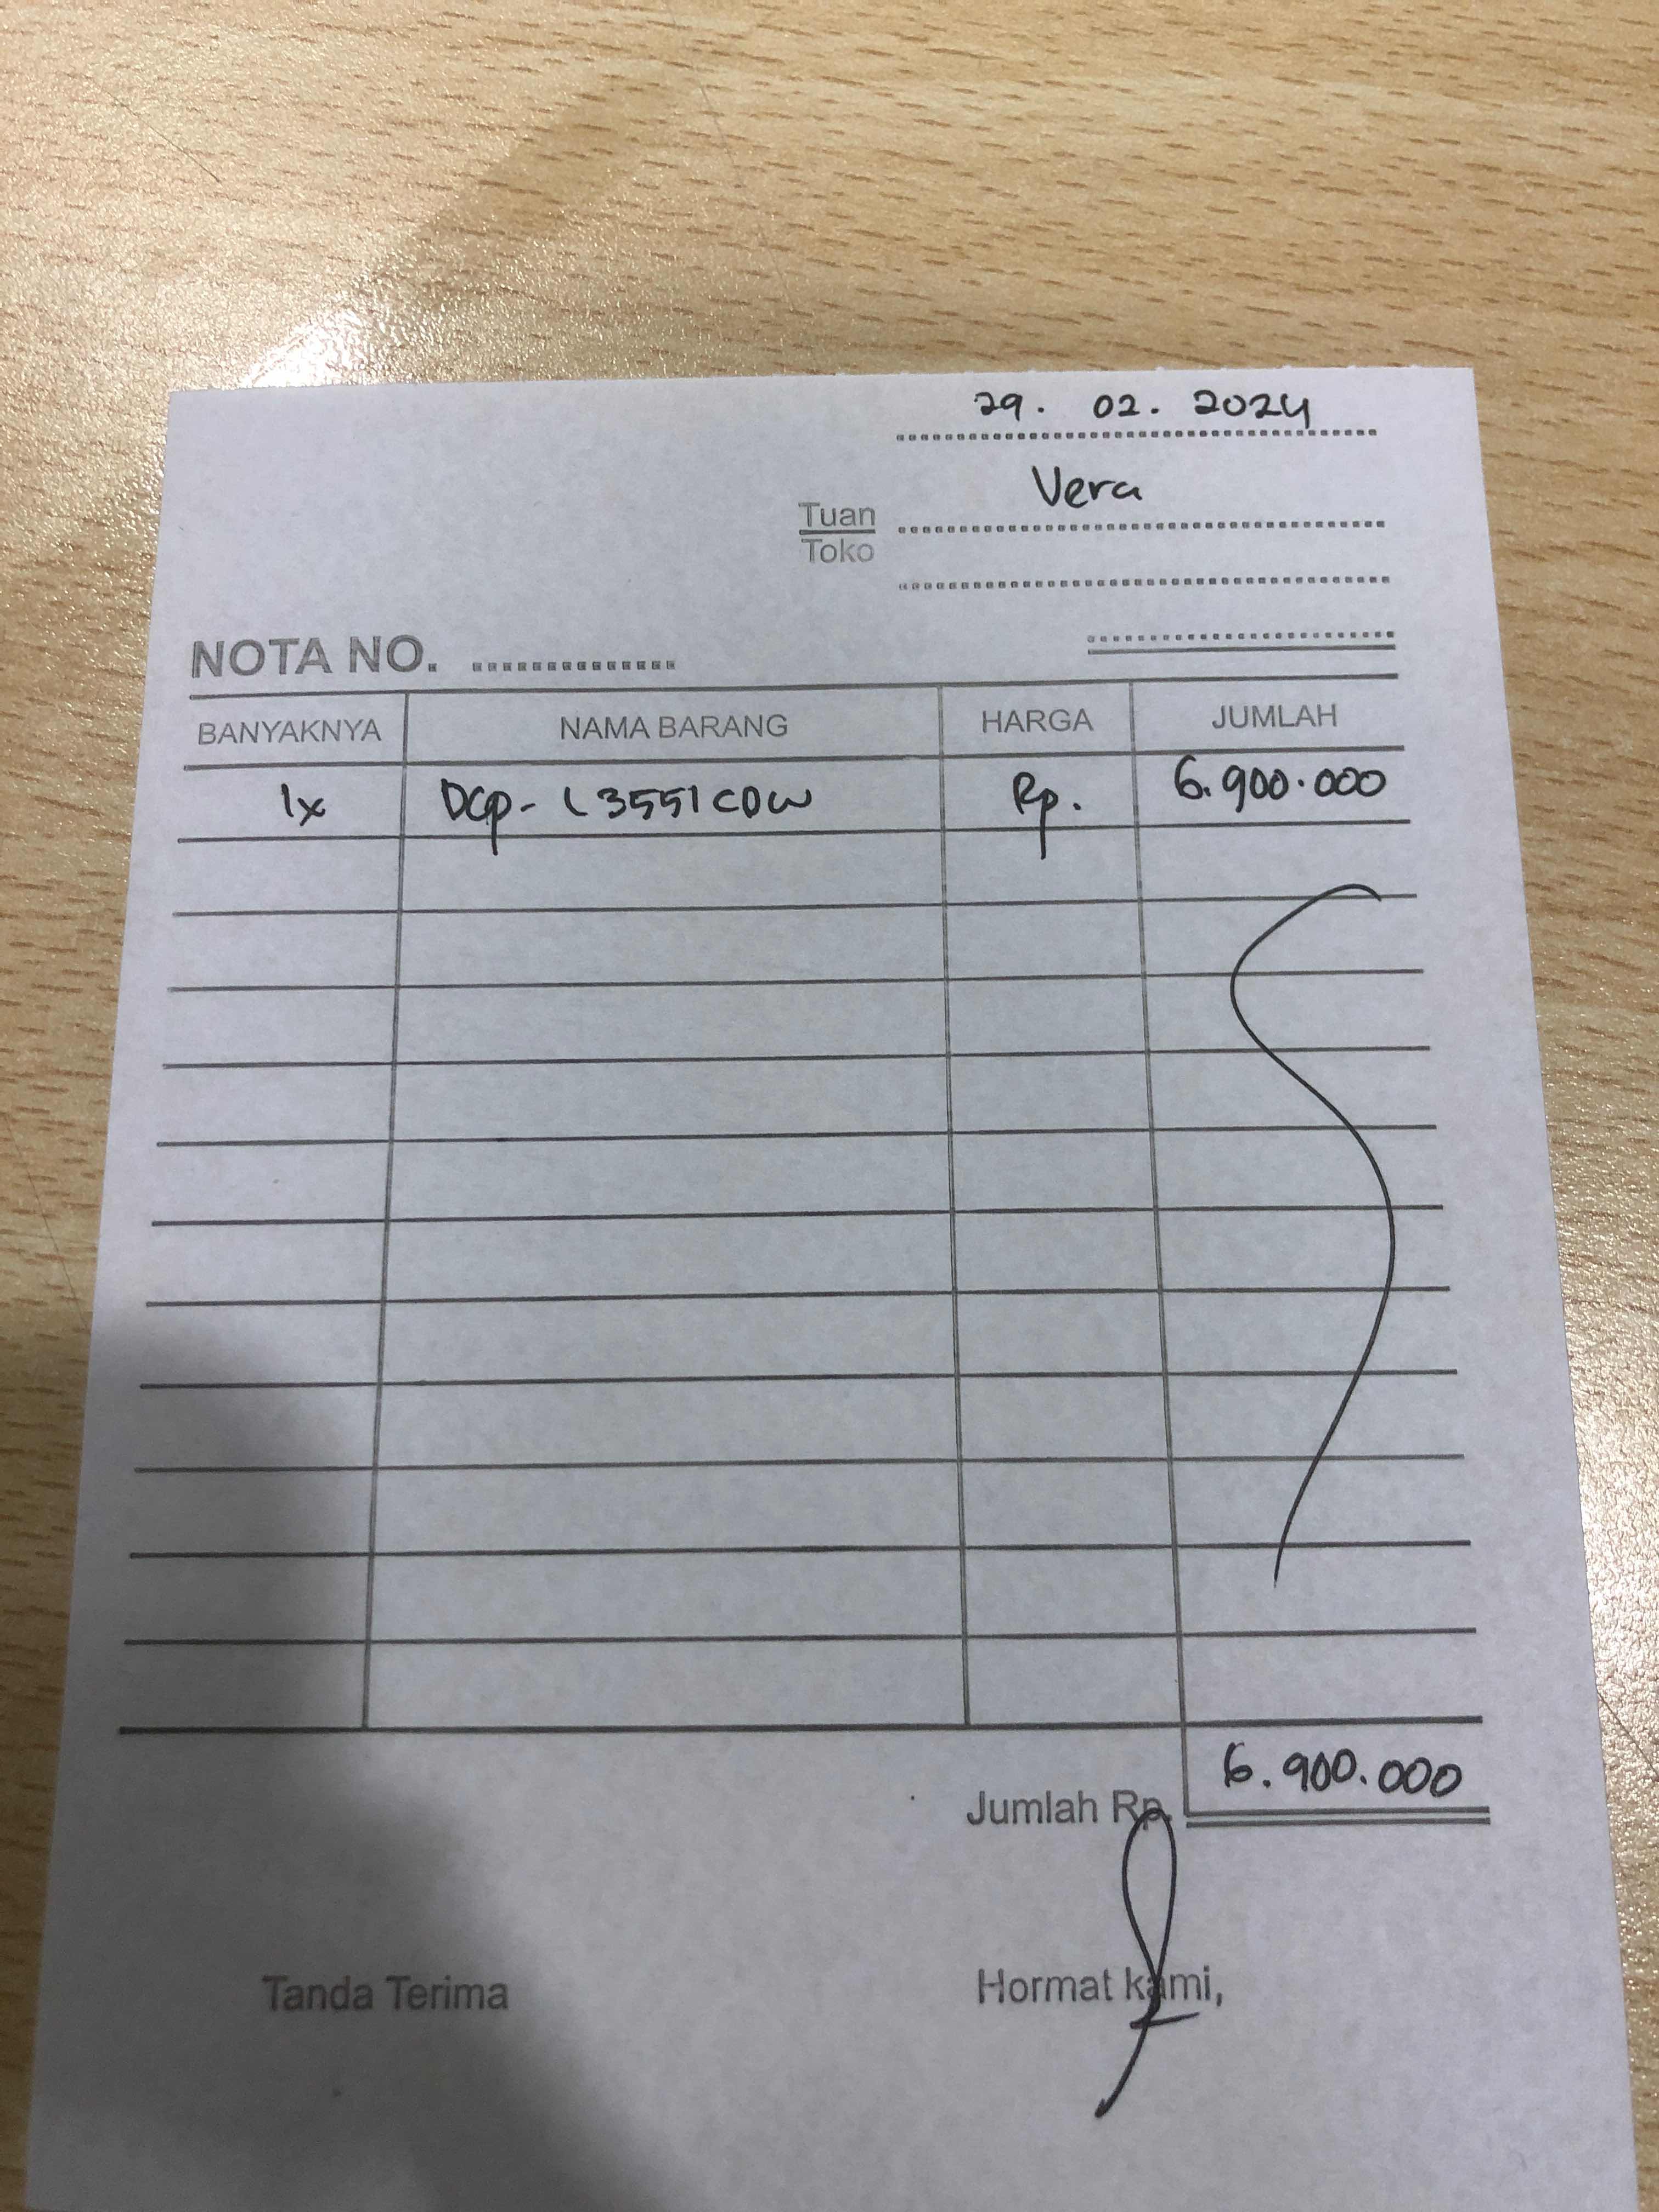 29. 02. 2024
Vera
Tuan
Toko
NOTA NO.
BANYAKNYA NAMA BARANG HARGA JUMLAH
1x Dcp-L3551CDW Rp. 6.900.000
Jumlah Rp. 6.900.000
Tanda Terima Hormat kami,